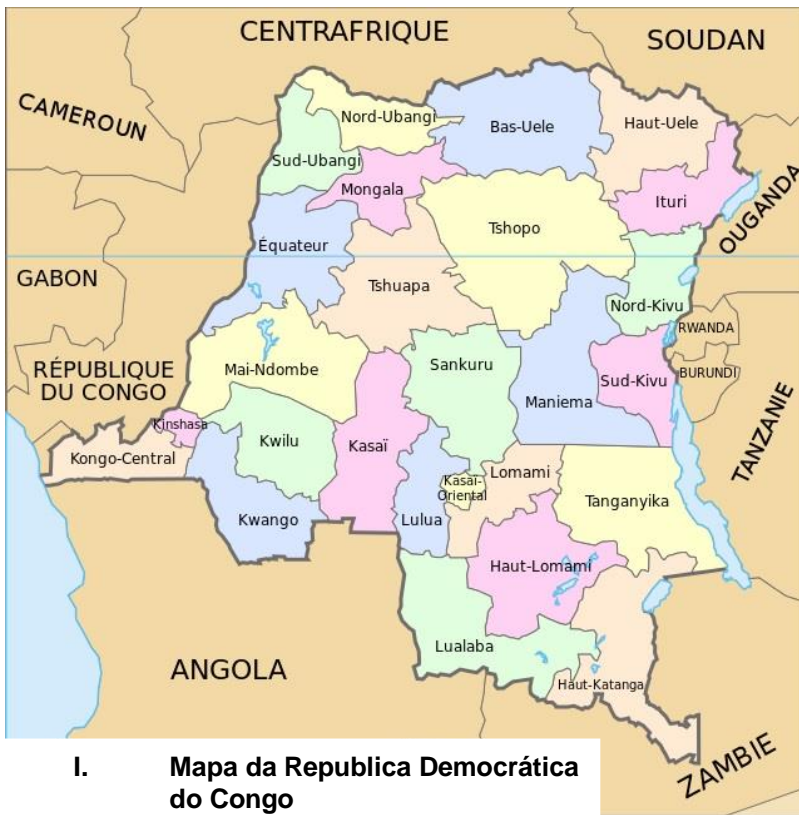 CENTRAFRIQUE
SOUDAN
CAMEROUN
Nord-Ubangi
Bas-Uele
Haut-Uele
Sud-Ubangi
Mongala
Ituri
OUGANDA
Tshopo
Équateur
GABON
Tshuapa
Nord-Kivu
RWANDA
RÉPUBLIQUE
DU CONGO
Mai-Ndombe
Sankuru
Sud-Kivu
BURUNDI
Maniema
TANZANIE
Kinshasa
Kwilu
Kasaï
Kongo-Central
Lomami
Kasaï-
Oriental
Tanganyika
Kwango
Lulua
Haut-Lomami
Lualaba
ANGOLA
Haut-Katanga
ZAMBIE
I. Mapa da Republica Democrática
do Congo